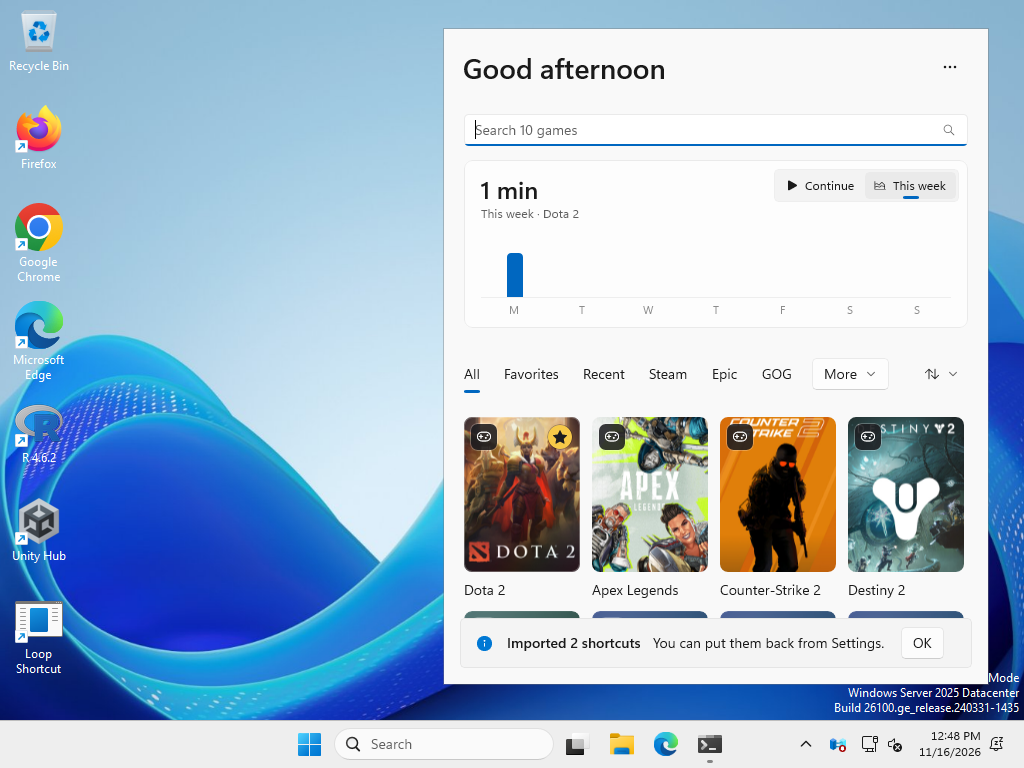 Recycle Bin
Firefox
Google
Chrome
Microsoft
Edge
R 4.6.2
Unity Hub
Loop
Shortcut
Good afternoon
Search 10 games
1 min
This week · Dota 2
Continue
This week
M T W T F S S
All Favorites Recent Steam Epic GOG More
DOTA 2
APEX
LEGENDS
COUNTER
STRIKE 2
DESTINY 2
Dota 2
Apex Legends
Counter-Strike 2
Destiny 2
Imported 2 shortcuts You can put them back from Settings. OK
Mode
Windows Server 2025 Datacenter
Build 26100.ge_release.240331-1435
Search
12:48 PM
11/16/2026